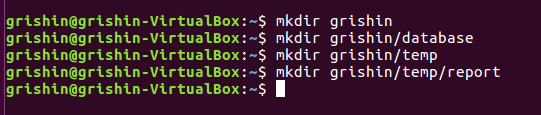 grishin@grishin-VirtualBox:~$ mkdir grishin
grishin@grishin-VirtualBox:~$ mkdir grishin/database
grishin@grishin-VirtualBox:~$ mkdir grishin/temp
grishin@grishin-VirtualBox:~$ mkdir grishin/temp/report
grishin@grishin-VirtualBox:~$